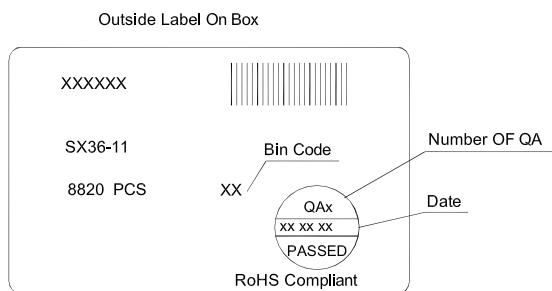 Outside Label On Box
XXXXXX
SX36-11
Bin Code
Number OF QA
8820 PCS
XX
QAx
Date
xx xx xx
PASSED
RoHS Compliant